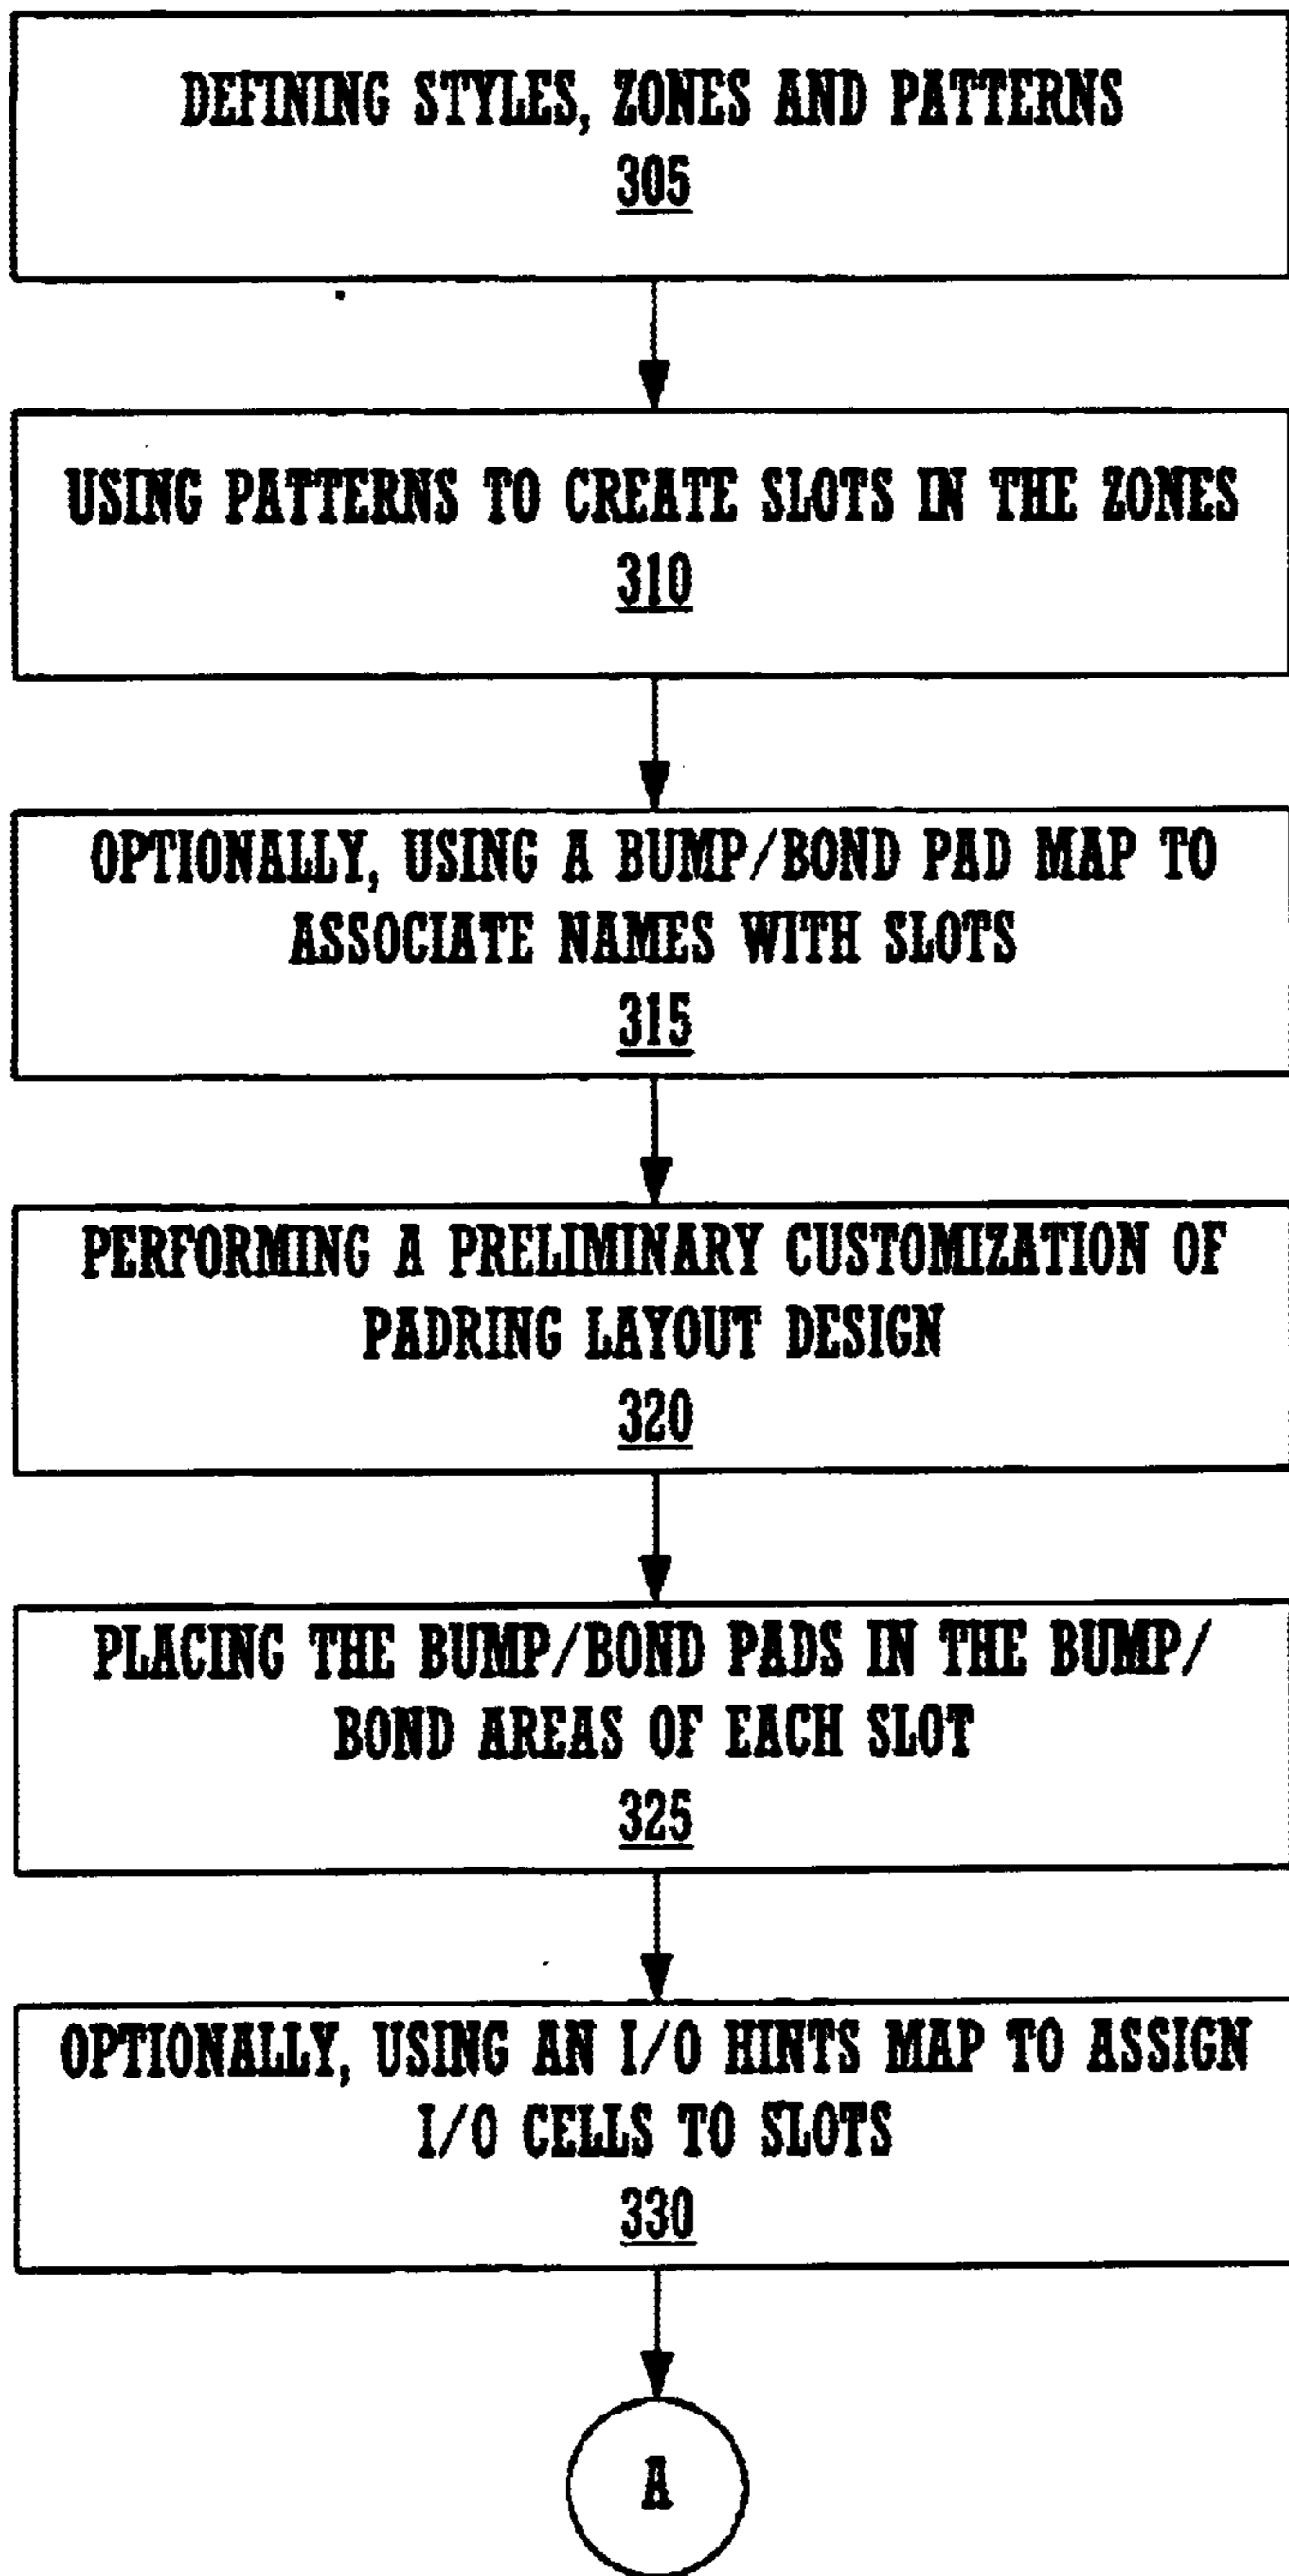 DEFINING STYLES, ZONES AND PATTERNS
305
USING PATTERNS TO CREATE SLOTS IN THE ZONES
310
OPTIONALLY, USING A BUMP/BOND PAD MAP TO
ASSOCIATE NAMES WITH SLOTS
315
PERFORMING A PRELIMINARY CUSTOMIZATION OF
PADRING LAYOUT DESIGN
320
PLACING THE BUMP/BOND PADS IN THE BUMP/
BOND AREAS OF EACH SLOT
325
OPTIONALLY, USING AN I/O HINTS MAP TO ASSIGN
I/O CELLS TO SLOTS
330
A